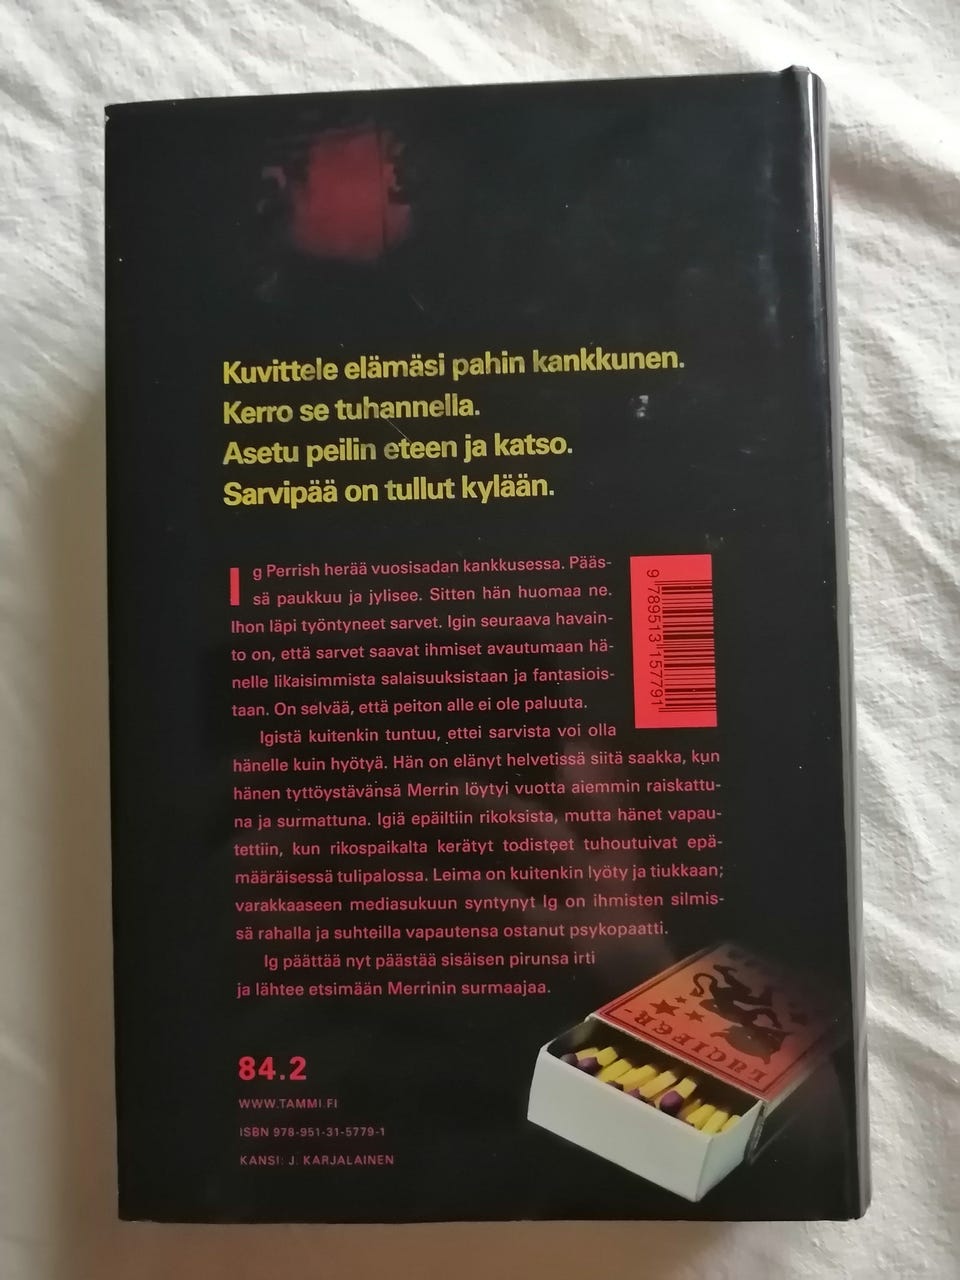 Kuvittele elämäsi pahin kankkunen.
Kerro se tuhannella.
Asetu peilin eteen ja katso.
Sarvipää on tullut kylään.
Ig Perrish herää vuosisadan kankkusessa. Pääs-
sä paukkuu ja jylisee. Sitten hän huomaa ne.
Ihon läpi työntyneet sarvet. Igin seuraava havain-
to on, että sarvet saavat ihmiset avautumaan hä-
nelle likaisimmista salaisuuksistaan ja fantasiois-
taan. On selvää, että peiton alle ei ole paluuta.
Igistä kuitenkin tuntuu, ettei sarvista voi olla
hänelle kuin hyötyä. Hän on elänyt helvetissä siitä saakka, kun
hänen tyttöystävänsä Merrin löytyi vuotta aiemmin raiskattu-
na ja surmattuna. Igiä epäiltiin rikoksista, mutta hänet vapau-
tettiin, kun rikospaikalta kerätyt todisteet tuhoutuivat epä-
määräisessä tulipalossa. Leima on kuitenkin lyöty ja tiukkaan;
varakkaaseen mediasukuun syntynyt Ig on ihmisten silmis-
sä rahalla ja suhteilla vapautensa ostanut psykopaatti.
Ig päättää nyt päästää sisäisen pirunsa irti
ja lähtee etsimään Merrinin surmaajaa.
9 789513 157791
84.2
WWW.TAMMI.FI
ISBN 978-951-31-5779-1
KANSI: J. KARJALAINEN
LUCIFER